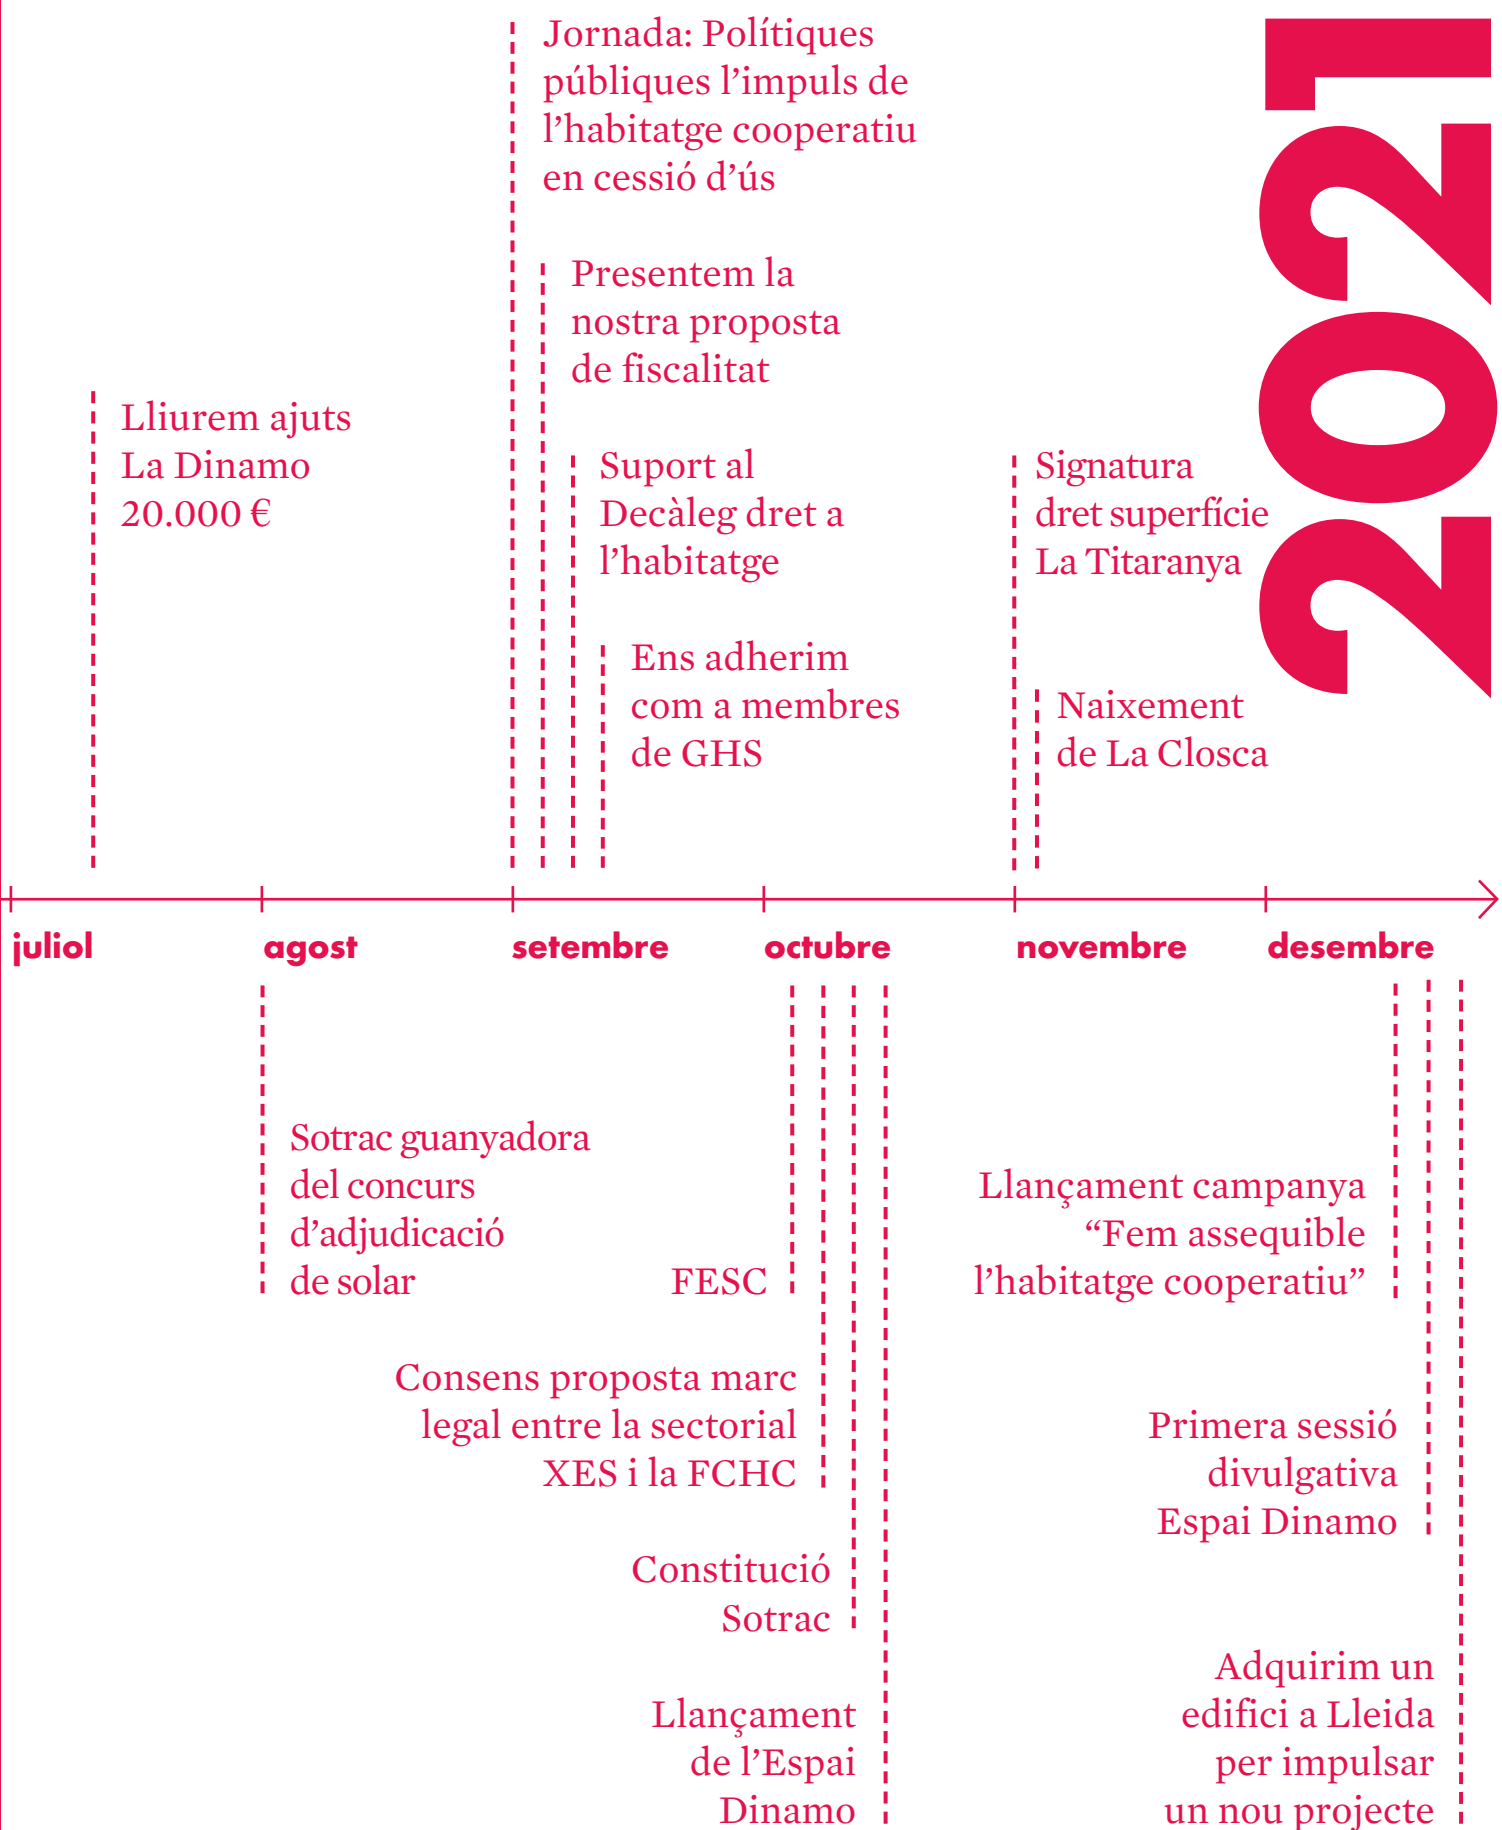 2021
Jornada: Polítiques
públiques l’impuls de
l’habitatge cooperatiu
en cessió d’ús
Presentem la
nostra proposta
de fiscalitat
Lliurem ajuts
La Dinamo
20.000 €
Suport al
Decàleg dret a
l’habitatge
Signatura
dret superfície
La Titaranya
Ens adherim
com a membres
de GHS
Naixement
de La Closca
juliol
agost
setembre
octubre
novembre
desembre
Sotrac guanyadora
del concurs
d’adjudicació
de solar
FESC
Consens proposta marc
legal entre la sectorial
XES i la FCHC
Constitució
Sotrac
Llançament
de l’Espai
Dinamo
Llançament campanya
“Fem assequible
l’habitatge cooperatiu”
Primera sessió
divulgativa
Espai Dinamo
Adquirim un
edifici a Lleida
per impulsar
un nou projecte